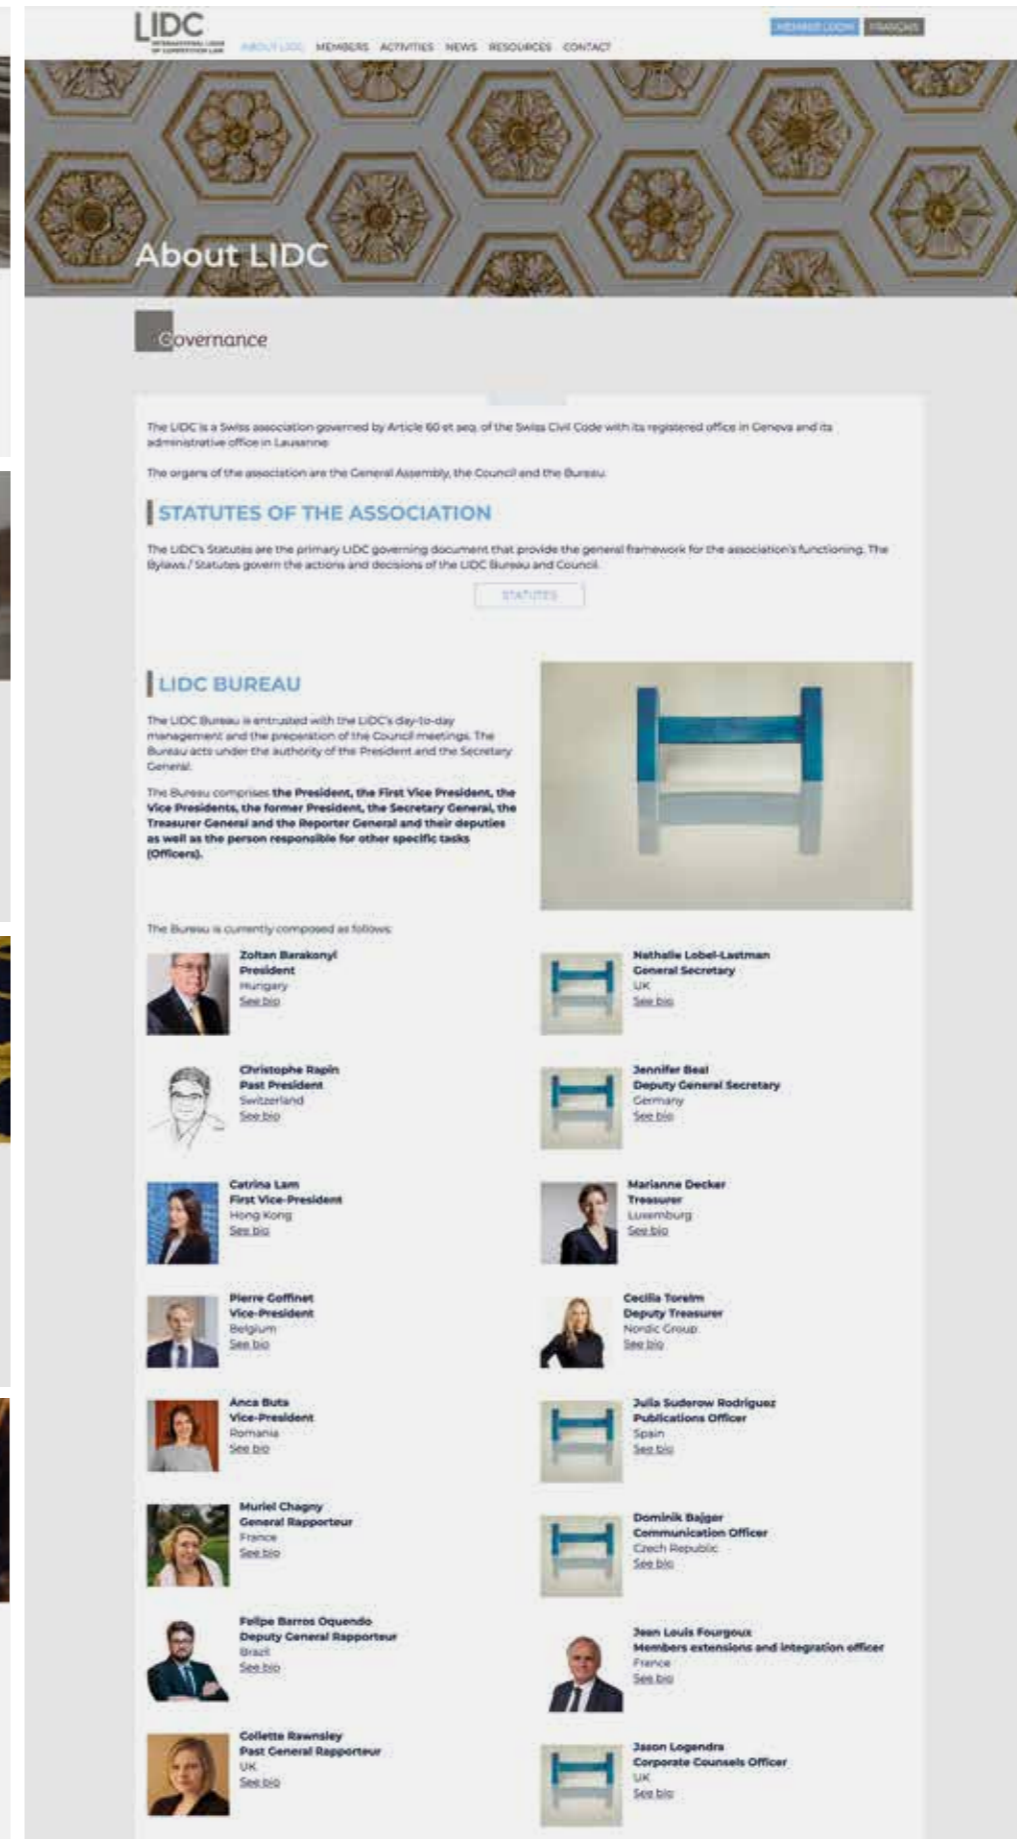 LIDC
INTERNATIONAL LEAGUE
OF COMPETITION LAW
ABOUT LIDC MEMBERS ACTIVITIES NEWS RESOURCES CONTACT
MEMBER LOGIN FRANÇAIS
About LIDC
Governance
The LIDC is a Swiss association governed by Article 60 et seq. of the Swiss Civil Code with its registered office in Geneva and its
administrative office in Lausanne.
The organs of the association are the General Assembly, the Council and the Bureau.
STATUTES OF THE ASSOCIATION
The LIDC's Statutes are the primary LIDC governing document that provide the general framework for the association's functioning. The
Bylaws / Statutes govern the actions and decisions of the LIDC Bureau and Council.
STATUTES
LIDC BUREAU
The LIDC Bureau is entrusted with the LIDC's day-to-day
management and the preparation of the Council meetings. The
Bureau acts under the authority of the President and the Secretary
General.
The Bureau comprises the President, the First Vice President, the
Vice Presidents, the former President, the Secretary General, the
Treasurer General and the Reporter General and their deputies
as well as the person responsible for other specific tasks
(Officers).
The Bureau is currently composed as follows:
Zoltan Barakonyi
President
Hungary
See bio
Nathalie Lobel-Lastman
General Secretary
UK
See bio
Christophe Rapin
Past President
Switzerland
See bio
Jennifer Beal
Deputy General Secretary
Germany
See bio
Catrina Lam
First Vice-President
Hong Kong
See bio
Marianne Decker
Treasurer
Luxemburg
See bio
Pierre Goffinet
Vice-President
Belgium
See bio
Cecilia Torelm
Deputy Treasurer
Nordic Group
See bio
Anca Buta
Vice-President
Romania
See bio
Julia Suderow Rodriguez
Publications Officer
Spain
See bio
Muriel Chagny
General Rapporteur
France
See bio
Dominik Bajger
Communication Officer
Czech Republic
See bio
Felipe Barros Oquendo
Deputy General Rapporteur
Brazil
See bio
Jean Louis Fourgoux
Members extensions and integration officer
France
See bio
Collette Rawnsley
Past General Rapporteur
UK
See bio
Jason Logendra
Corporate Counsels Officer
UK
See bio